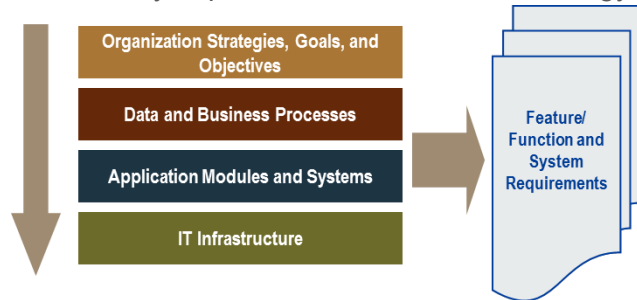 Organization Strategies, Goals, and
Objectives
Data and Business Processes
Application Modules and Systems
IT Infrastructure
Feature/
Function and
System
Requirements